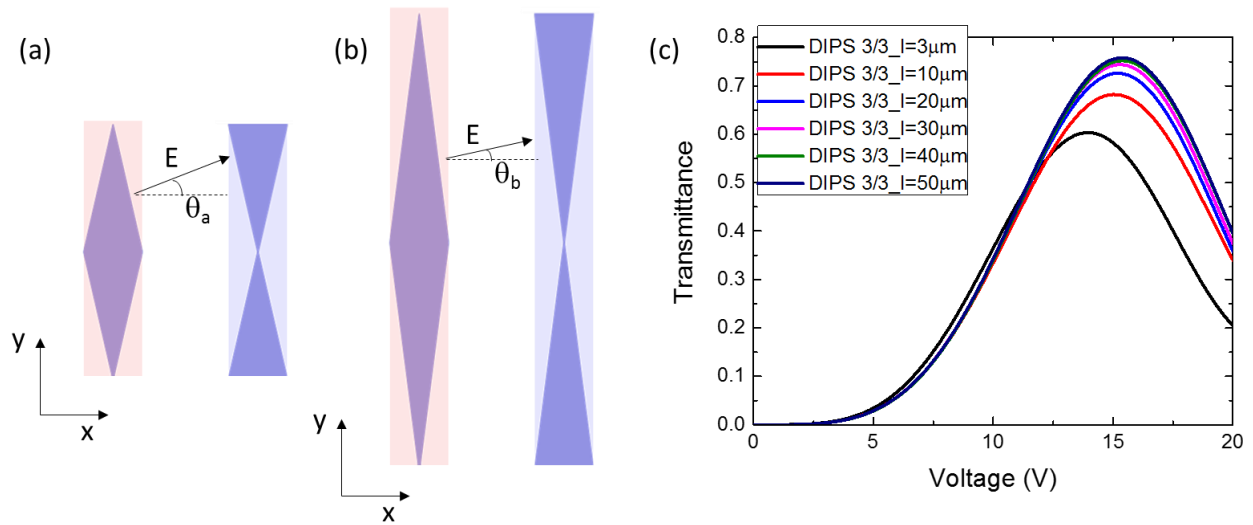 (a)
E
θa
y
x
(b)
E
θb
y
x
(c)
DIPS 3/3_l=3μm
DIPS 3/3_l=10μm
DIPS 3/3_l=20μm
DIPS 3/3_l=30μm
DIPS 3/3_l=40μm
DIPS 3/3_l=50μm
Transmittance
0.8
0.7
0.6
0.5
0.4
0.3
0.2
0.1
0.0
0 5 10 15 20
Voltage (V)